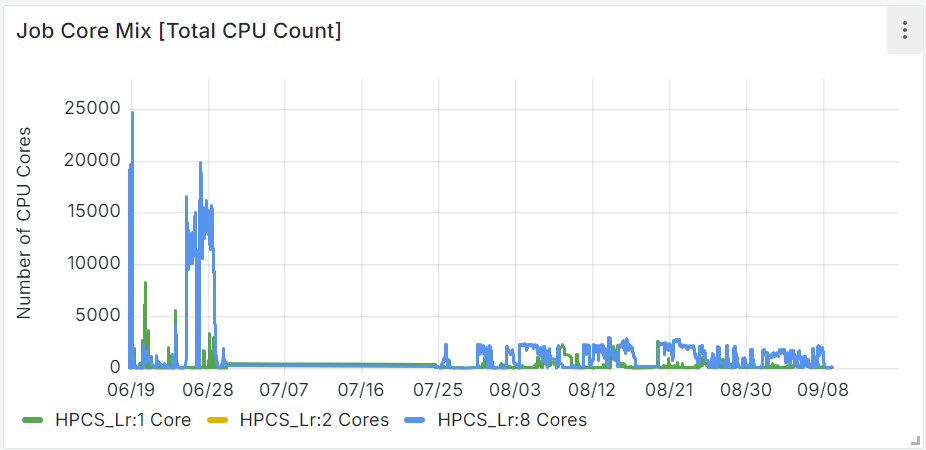 Job Core Mix [Total CPU Count]
Number of CPU Cores
25000
20000
15000
10000
5000
0
06/19 06/28 07/07 07/16 07/25 08/03 08/12 08/21 08/30 09/08
HPCS_Lr:1 Core HPCS_Lr:2 Cores HPCS_Lr:8 Cores